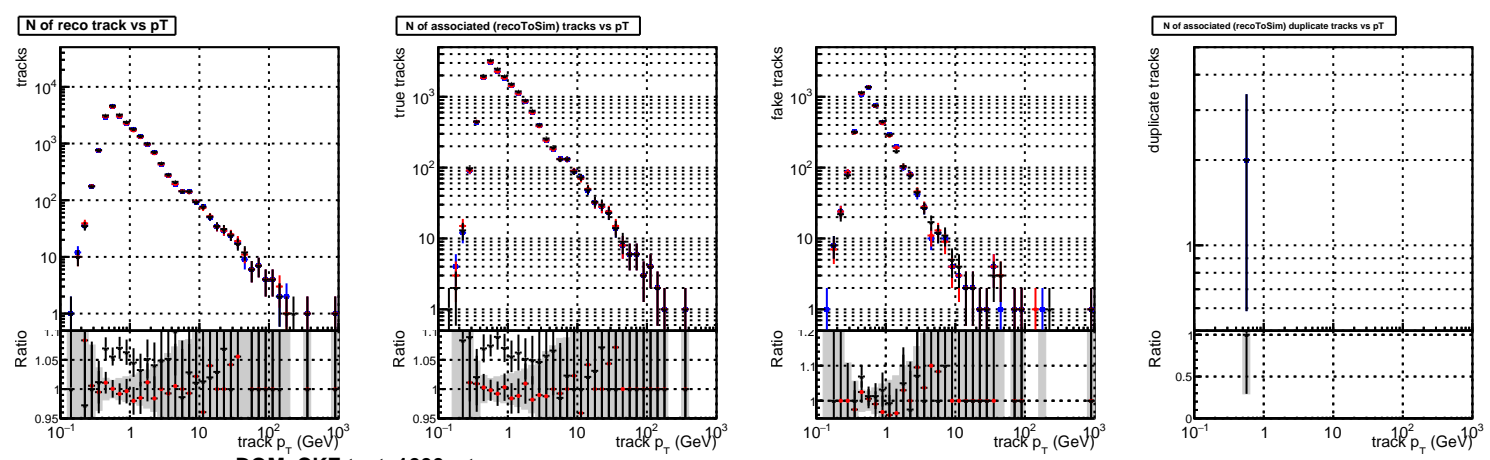 N of reco track vs pT
N of associated (recoToSim) tracks vs pT
N of associated (recoToSim) duplicate tracks vs pT
tracks
10⁴
10³
10²
10
1
Ratio
1.1
1.05
1
0.95
10⁻¹ 1 10 10² 10³
track p_T (GeV)
true tracks
10³
10²
10
1
Ratio
1.1
1.05
1
0.95
10⁻¹ 1 10 10² 10³
track p_T (GeV)
fake tracks
10³
10²
10
1
Ratio
1.2
1.1
1
10⁻¹ 1 10 10² 10³
track p_T (GeV)
duplicate tracks
1
Ratio
1
0.5
0
10⁻¹ 1 10 10² 10³
track p_T (GeV)